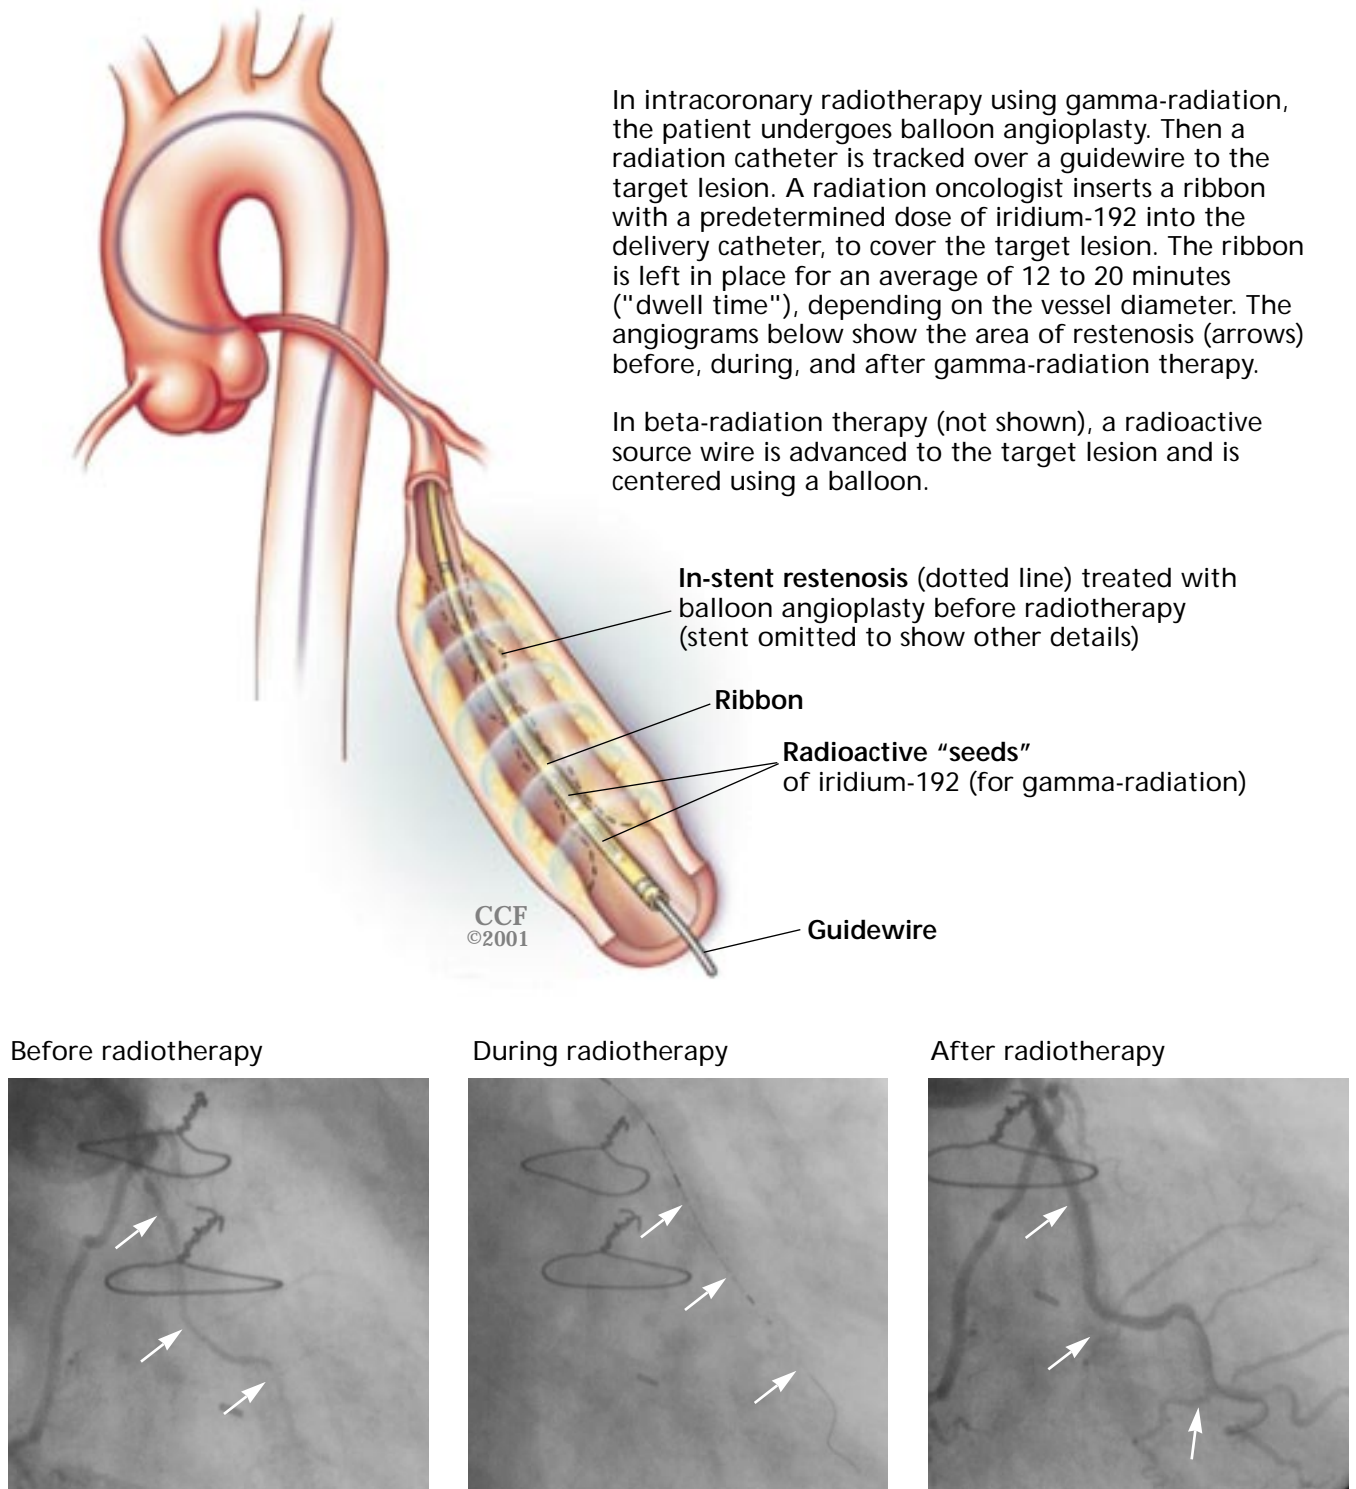 In intracoronary radiotherapy using gamma-radiation,
the patient undergoes balloon angioplasty. Then a
radiation catheter is tracked over a guidewire to the
target lesion. A radiation oncologist inserts a ribbon
with a predetermined dose of iridium-192 into the
delivery catheter, to cover the target lesion. The ribbon
is left in place for an average of 12 to 20 minutes
("dwell time"), depending on the vessel diameter. The
angiograms below show the area of restenosis (arrows)
before, during, and after gamma-radiation therapy.
In beta-radiation therapy (not shown), a radioactive
source wire is advanced to the target lesion and is
centered using a balloon.
In-stent restenosis (dotted line) treated with
balloon angioplasty before radiotherapy
(stent omitted to show other details)
Ribbon
Radioactive “seeds”
of iridium-192 (for gamma-radiation)
Guidewire
CCF
©2001
Before radiotherapy
During radiotherapy
After radiotherapy